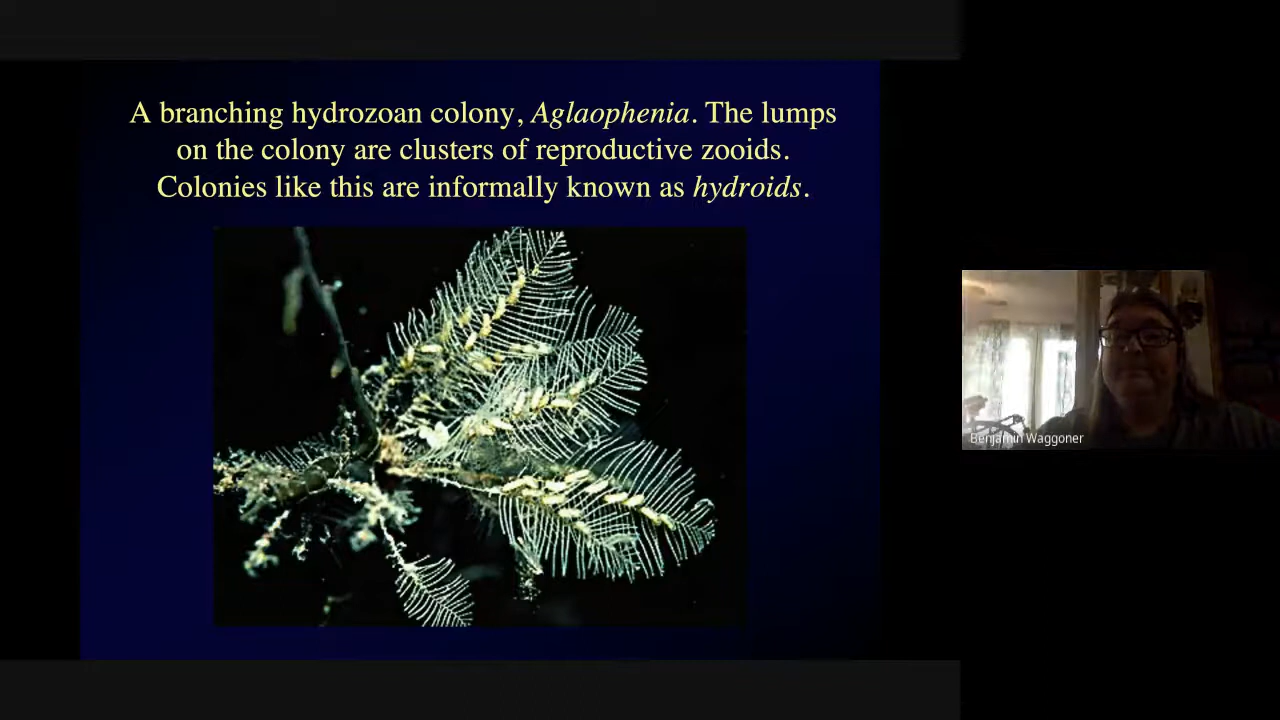 A branching hydrozoan colony, Aglaophenia. The lumps
on the colony are clusters of reproductive zooids.
Colonies like this are informally known as hydroids.
Benjamin Waggoner